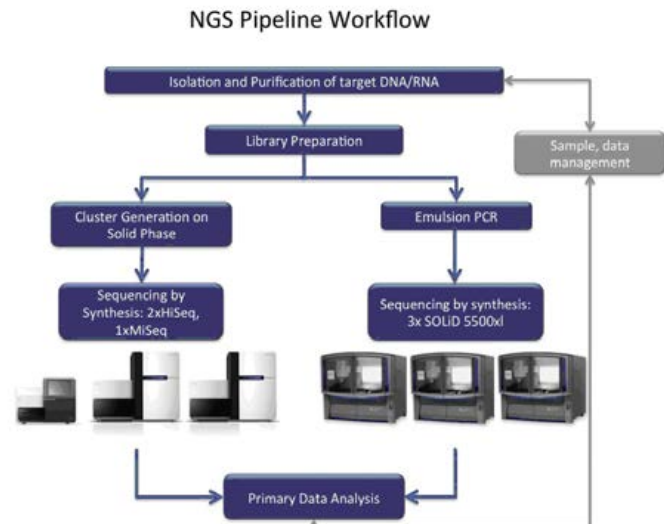 NGS Pipeline Workflow
Isolation and Purification of target DNA/RNA
Library Preparation
Sample, data
management
Cluster Generation on
Solid Phase
Emulsion PCR
Sequencing by
Synthesis: 2xHiSeq,
1xMiSeq
Sequencing by synthesis:
3x SOLiD 5500xl
Primary Data Analysis